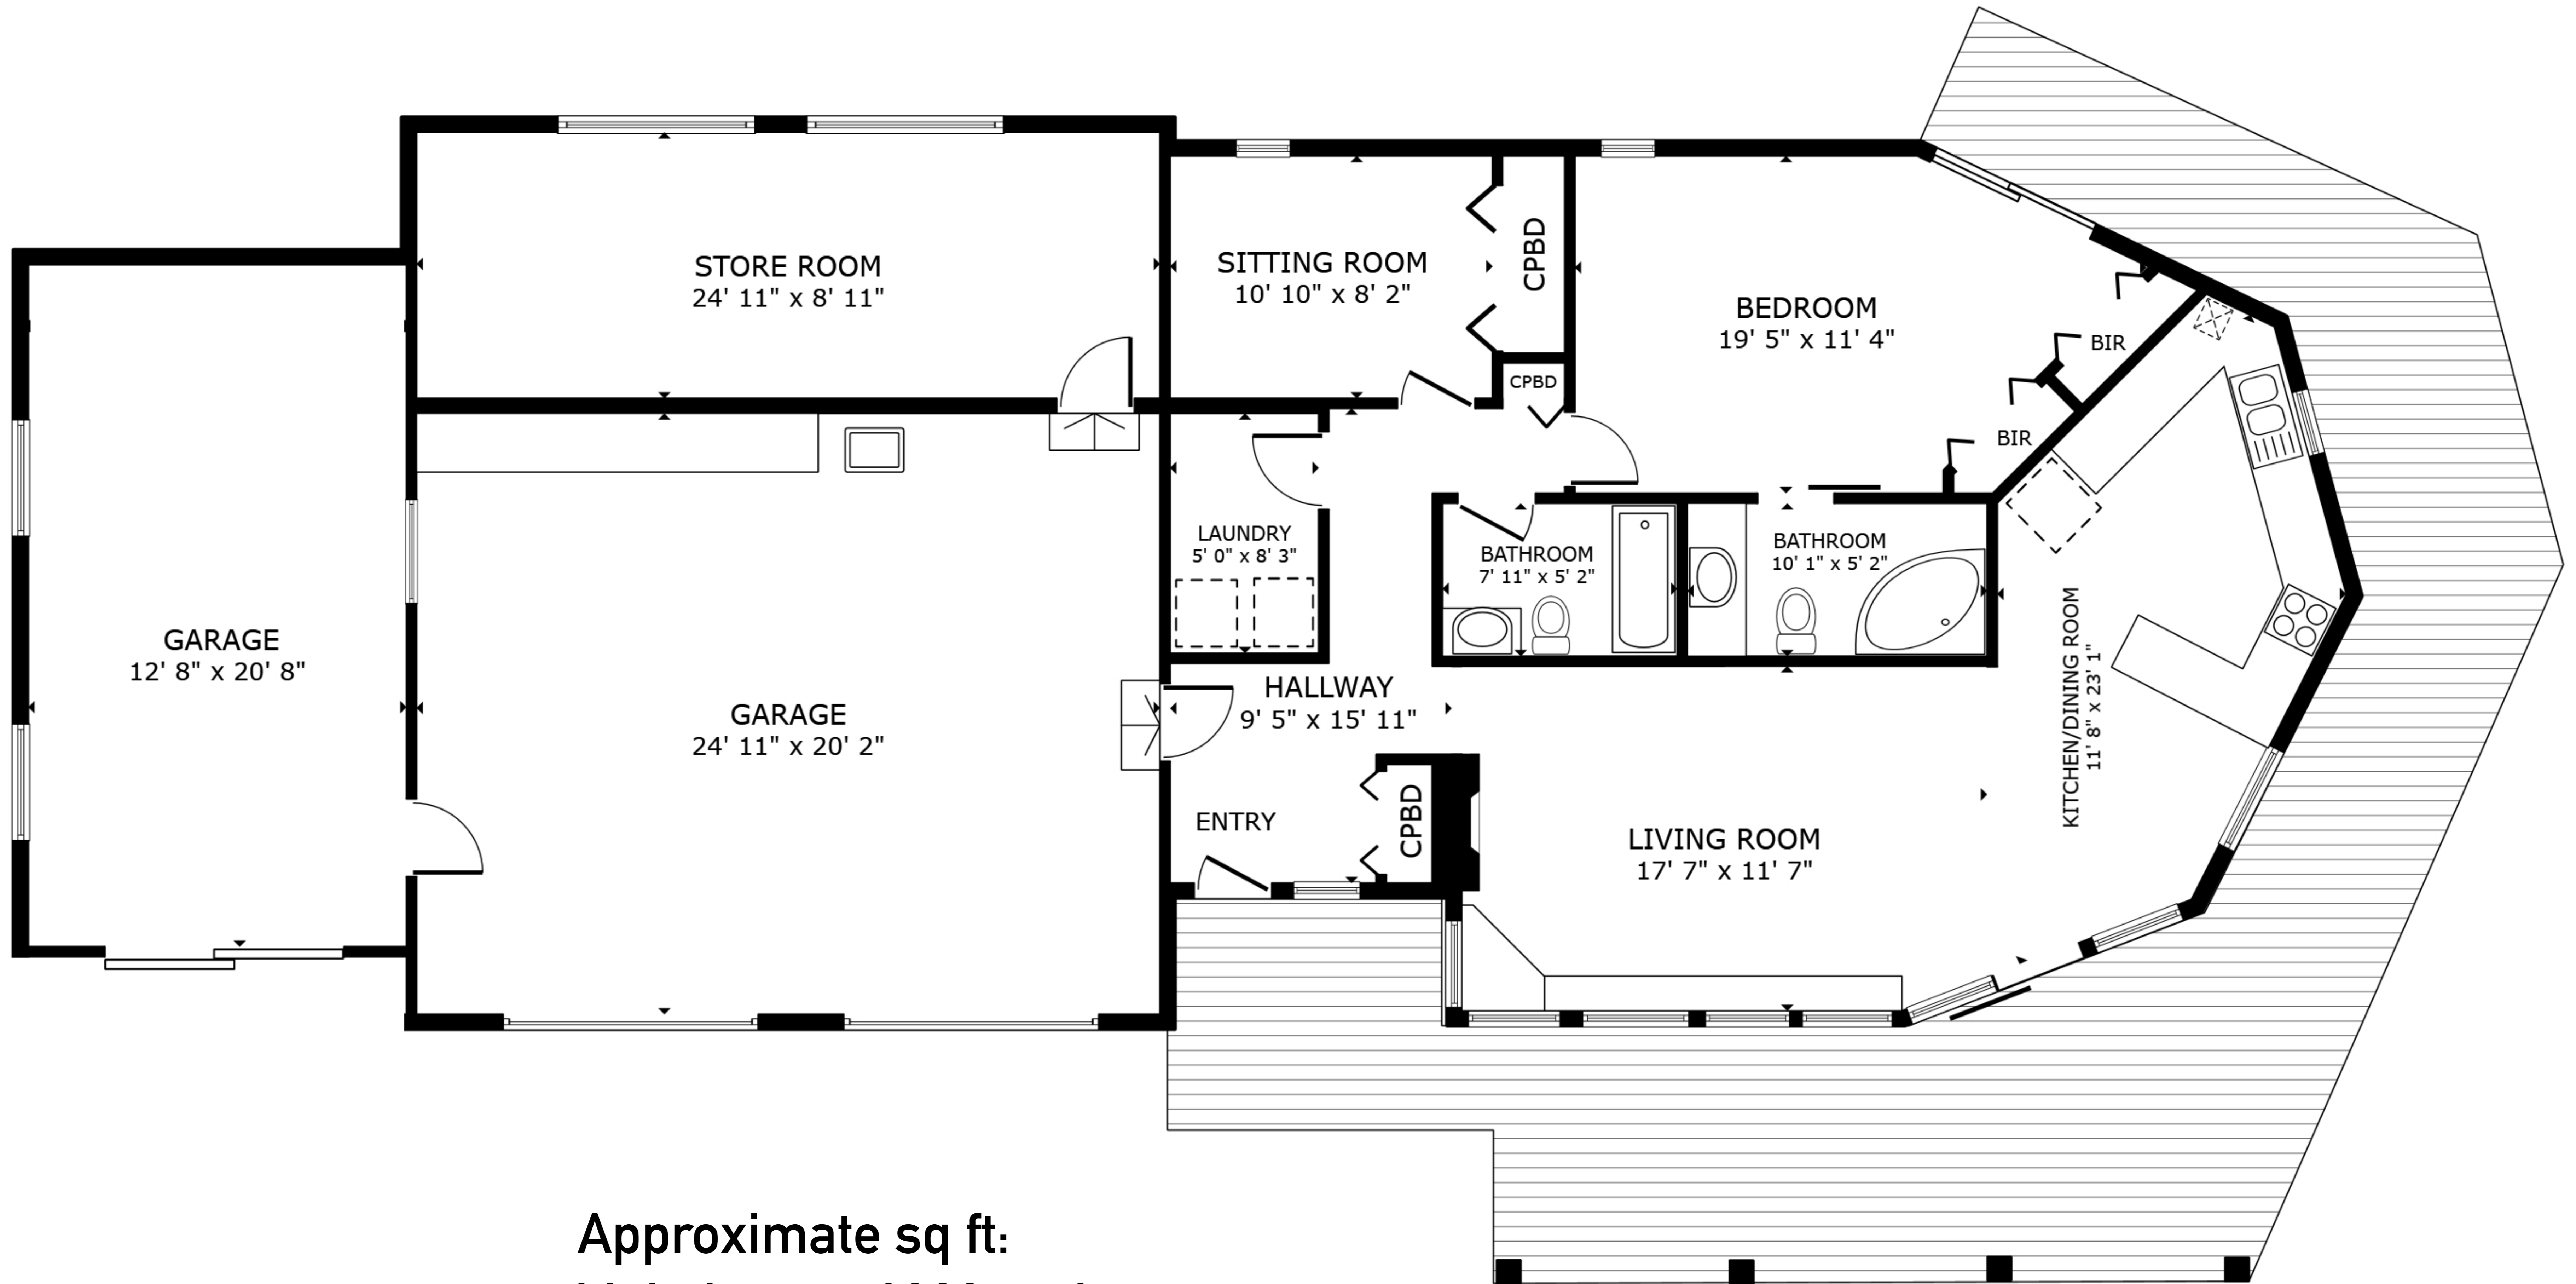 STORE ROOM
24' 11" x 8' 11"
SITTING ROOM
10' 10" x 8' 2"
CPBD
CPBD
BEDROOM
19' 5" x 11' 4"
BIR
BIR
GARAGE
12' 8" x 20' 8"
GARAGE
24' 11" x 20' 2"
LAUNDRY
5' 0" x 8' 3"
BATHROOM
7' 11" x 5' 2"
BATHROOM
10' 1" x 5' 2"
KITCHEN/DINING ROOM
11' 8" x 23' 1"
HALLWAY
9' 5" x 15' 11"
ENTRY
CPBD
LIVING ROOM
17' 7" x 11' 7"
Approximate sq ft: